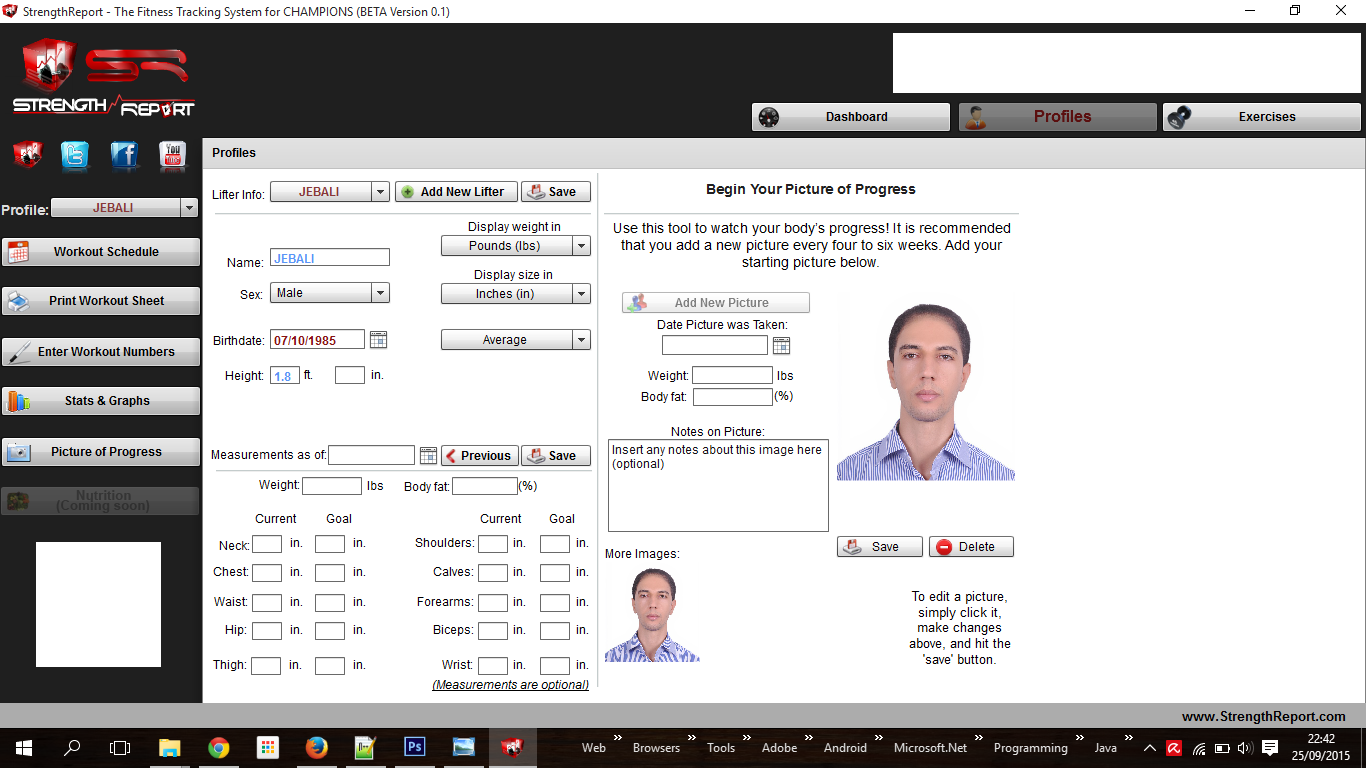 StrengthReport - The Fitness Tracking System for CHAMPIONS (BETA Version 0.1)
SR
STRENGTH REPORT
Dashboard
Profiles
Exercises
You Tube
Profile: JEBALI
Workout Schedule
Print Workout Sheet
Enter Workout Numbers
Stats & Graphs
Picture of Progress
Nutrition
(Coming soon)
Profiles
Lifter Info: JEBALI Add New Lifter Save
Display weight in
Pounds (lbs)
Name: JEBALI
Display size in
Sex: Male Inches (in)
Birthdate: 07/10/1985 Average
Height: 1.8 ft. in.
Measurements as of: Previous Save
Weight: lbs Body fat: (%)
Current Goal Current Goal
Neck: in. in. Shoulders: in. in.
Chest: in. in. Calves: in. in.
Waist: in. in. Forearms: in. in.
Hip: in. in. Biceps: in. in.
Thigh: in. in. Wrist: in. in.
(Measurements are optional)
Begin Your Picture of Progress
Use this tool to watch your body's progress! It is recommended
that you add a new picture every four to six weeks. Add your
starting picture below.
Add New Picture
Date Picture was Taken:
Weight: lbs
Body fat: (%)
Notes on Picture:
Insert any notes about this image here
(optional)
Save Delete
More Images:
To edit a picture,
simply click it,
make changes
above, and hit the
'save' button.
www.StrengthReport.com
Web » Browsers » Tools » Adobe » Android » Microsoft.Net » Programming » Java »
Ps
22:42
25/09/2015